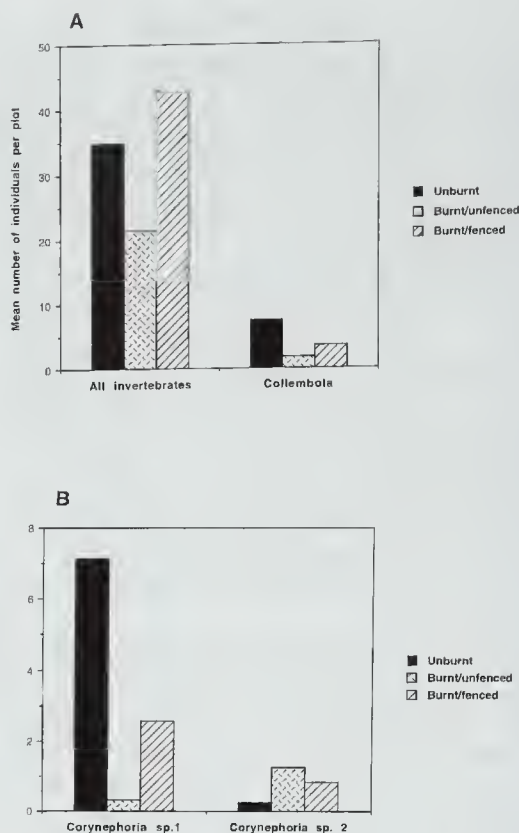 A
50
40
30
20
10
0
Mean number of individuals per plot
All invertebrates
Collembola
Unburnt
Burnt/unfenced
Burnt/fenced
B
8
6
4
2
0
Corynephoria sp.1
Corynephoria sp. 2
Unburnt
Burnt/unfenced
Burnt/fenced